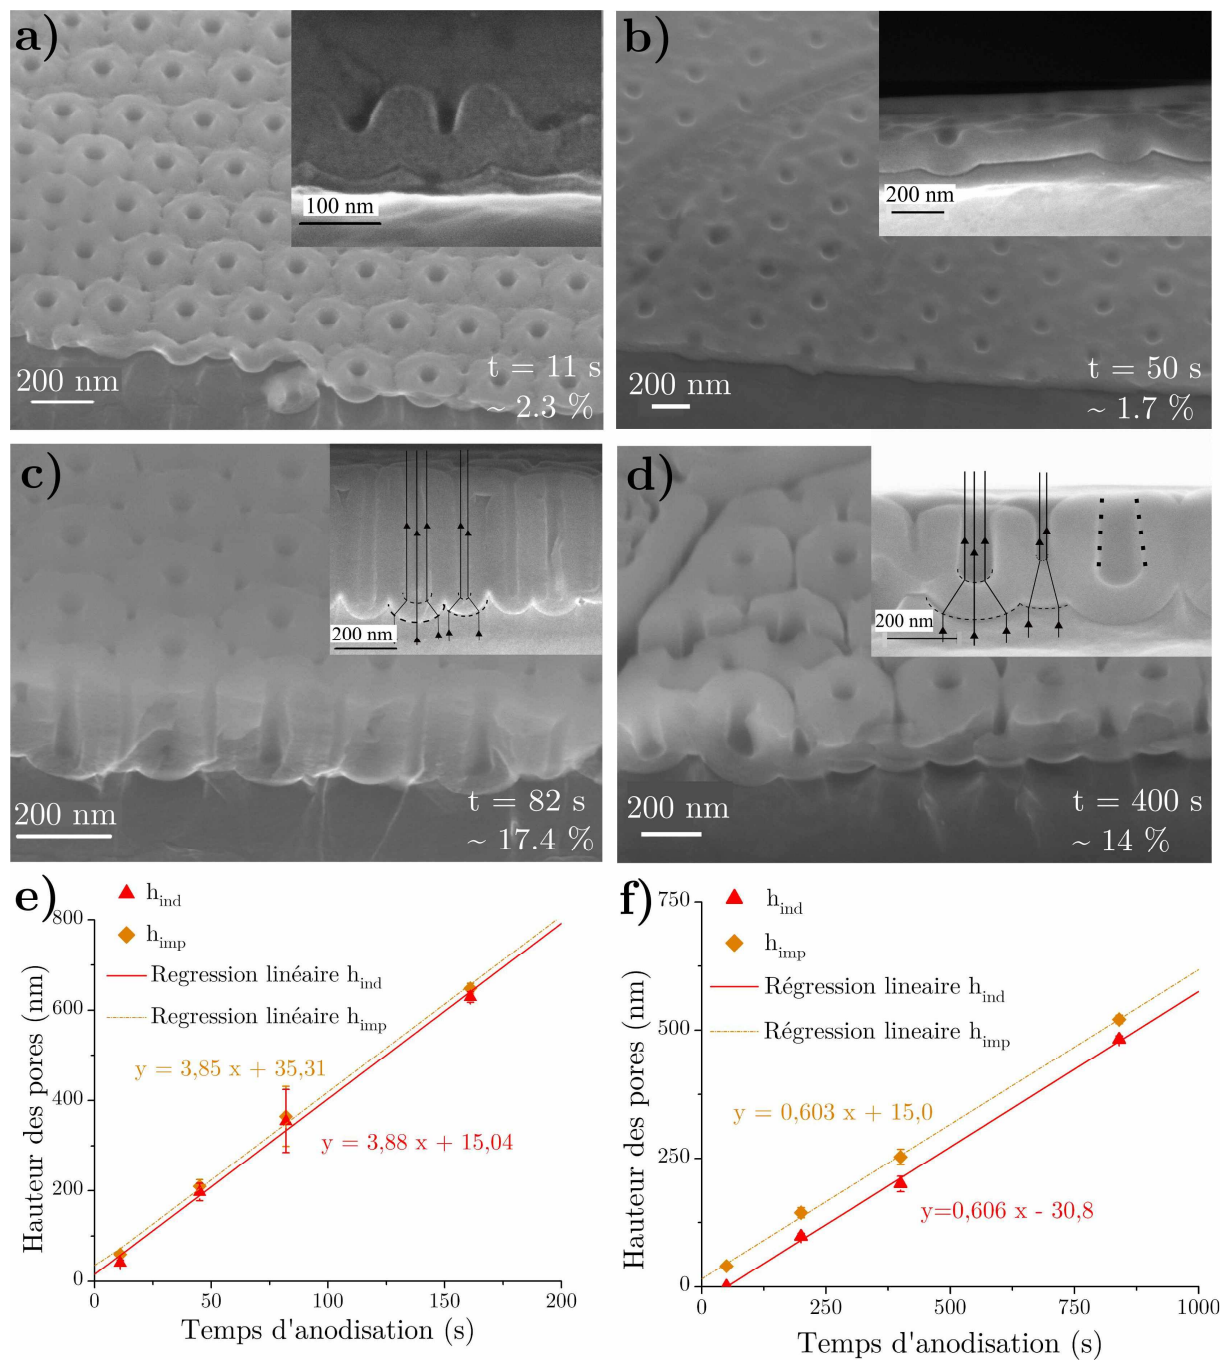 a)
100 nm
200 nm
t = 11 s
~ 2.3 %
b)
200 nm
200 nm
t = 50 s
~ 1.7 %
c)
200 nm
200 nm
t = 82 s
~ 17.4 %
d)
200 nm
200 nm
t = 400 s
~ 14 %
e)
h_ind
h_imp
Regression linéaire h_ind
Regression linéaire h_imp
y = 3,85 x + 35,31
y = 3,88 x + 15,04
Hauteur des pores (nm)
800
600
400
200
0
0 50 100 150 200
Temps d'anodisation (s)
f)
h_ind
h_imp
Régression lineaire h_ind
Régression lineaire h_imp
y = 0,603 x + 15,0
y=0,606 x - 30,8
Hauteur des pores (nm)
750
500
250
0
0 250 500 750 1000
Temps d'anodisation (s)